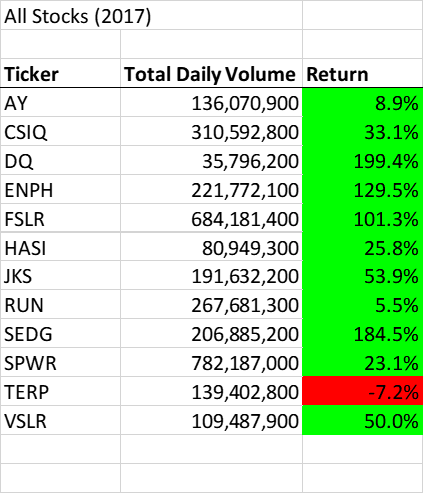 All Stocks (2017)
Ticker Total Daily Volume Return
AY 136,070,900 8.9%
CSIQ 310,592,800 33.1%
DQ 35,796,200 199.4%
ENPH 221,772,100 129.5%
FSLR 684,181,400 101.3%
HASI 80,949,300 25.8%
JKS 191,632,200 53.9%
RUN 267,681,300 5.5%
SEDG 206,885,200 184.5%
SPWR 782,187,000 23.1%
TERP 139,402,800 -7.2%
VSLR 109,487,900 50.0%